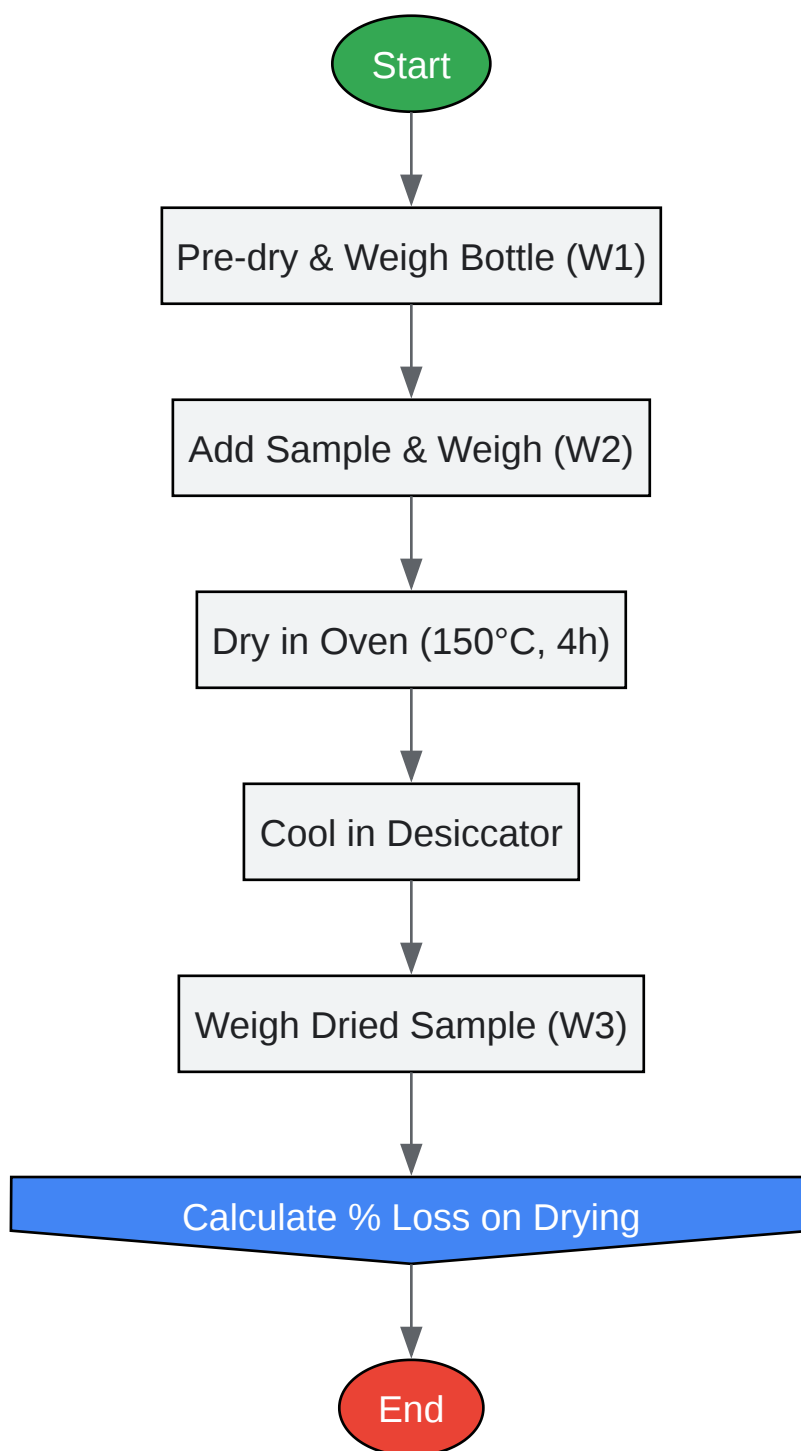 Start
Pre-dry & Weigh Bottle (W1)
Add Sample & Weigh (W2)
Dry in Oven (150°C, 4h)
Cool in Desiccator
Weigh Dried Sample (W3)
Calculate % Loss on Drying
End